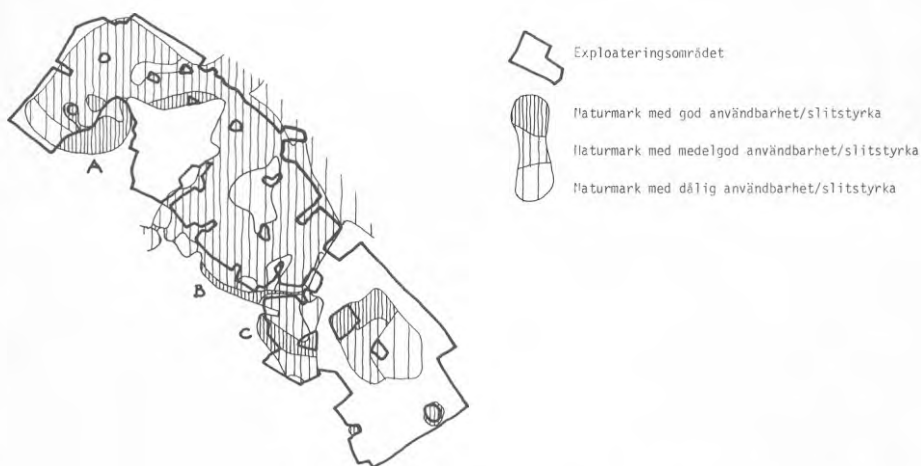 Exploateringsområdet
Naturmark med god användbarhet/slitstyrka
Naturmark med medelgod användbarhet/slitstyrka
Naturmark med dålig användbarhet/slitstyrka
A
B
C